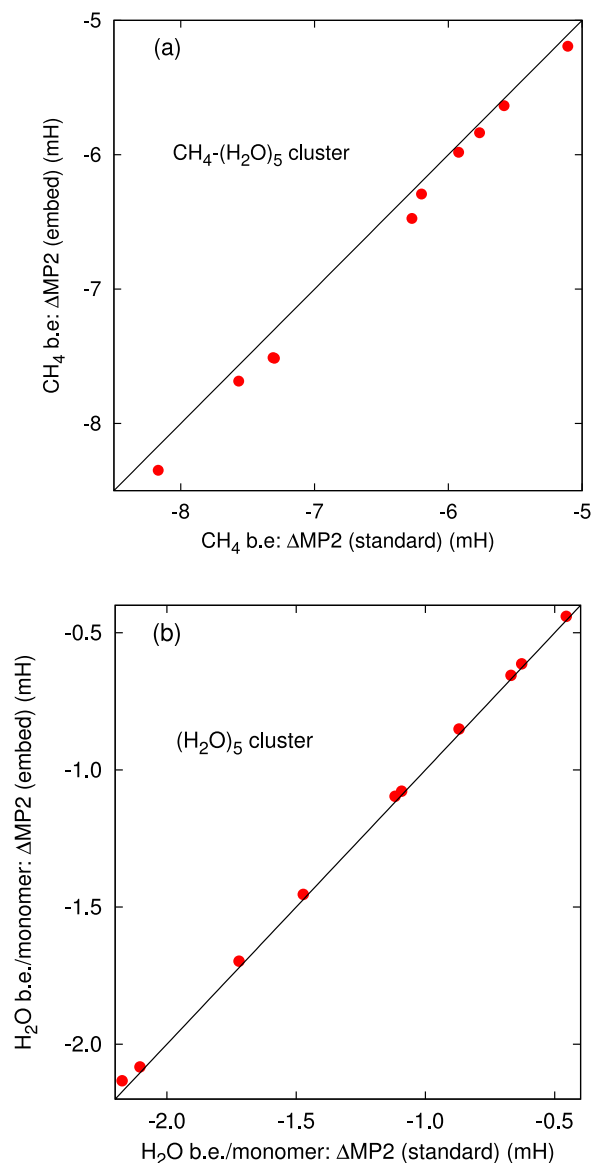 (a)
CH₄-(H₂O)₅ cluster
CH₄ b.e: ΔMP2 (embed) (mH)
-5
-6
-7
-8
-8
-7
-6
-5
CH₄ b.e: ΔMP2 (standard) (mH)
(b)
(H₂O)₅ cluster
H₂O b.e./monomer: ΔMP2 (embed) (mH)
-0.5
-1.0
-1.5
-2.0
-2.0
-1.5
-1.0
-0.5
H₂O b.e./monomer: ΔMP2 (standard) (mH)